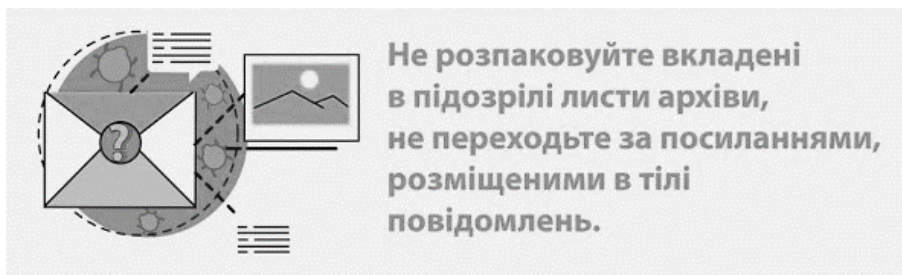 Не розпаковуйте вкладені
в підозрілі листи архіви,
не переходьте за посиланнями,
розміщеними в тілі
повідомлень.
?